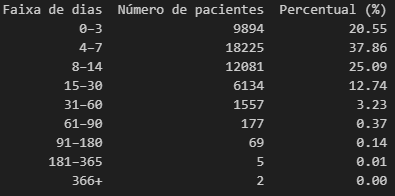 Faixa de dias  Número de pacientes  Percentual (%)
0–3  9894  20.55
4–7  18225  37.86
8–14  12081  25.09
15–30  6134  12.74
31–60  1557  3.23
61–90  177  0.37
91–180  69  0.14
181–365  5  0.01
366+  2  0.00